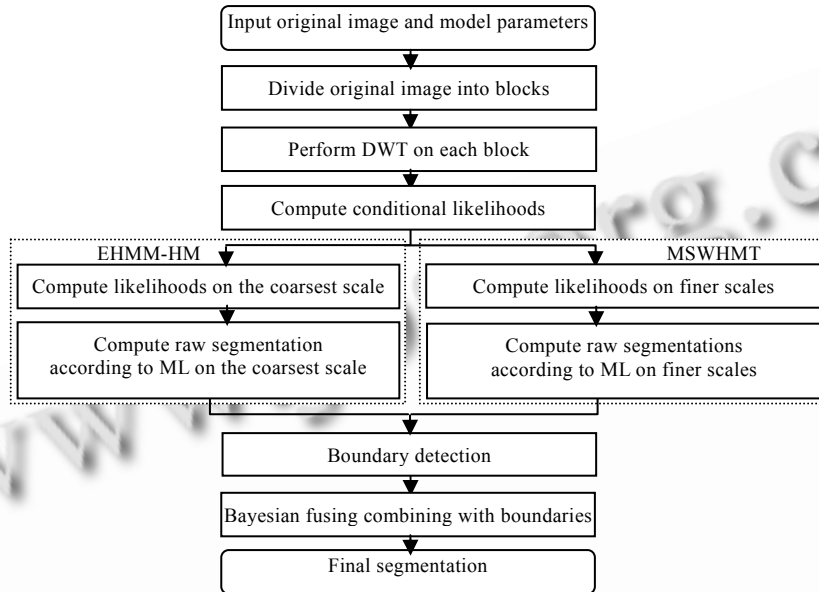 Input original image and model parameters
Divide original image into blocks
Perform DWT on each block
Compute conditional likelihoods
EHMM-HM
Compute likelihoods on the coarsest scale
Compute raw segmentation
according to ML on the coarsest scale
MSWHMT
Compute likelihoods on finer scales
Compute raw segmentations
according to ML on finer scales
Boundary detection
Bayesian fusing combining with boundaries
Final segmentation